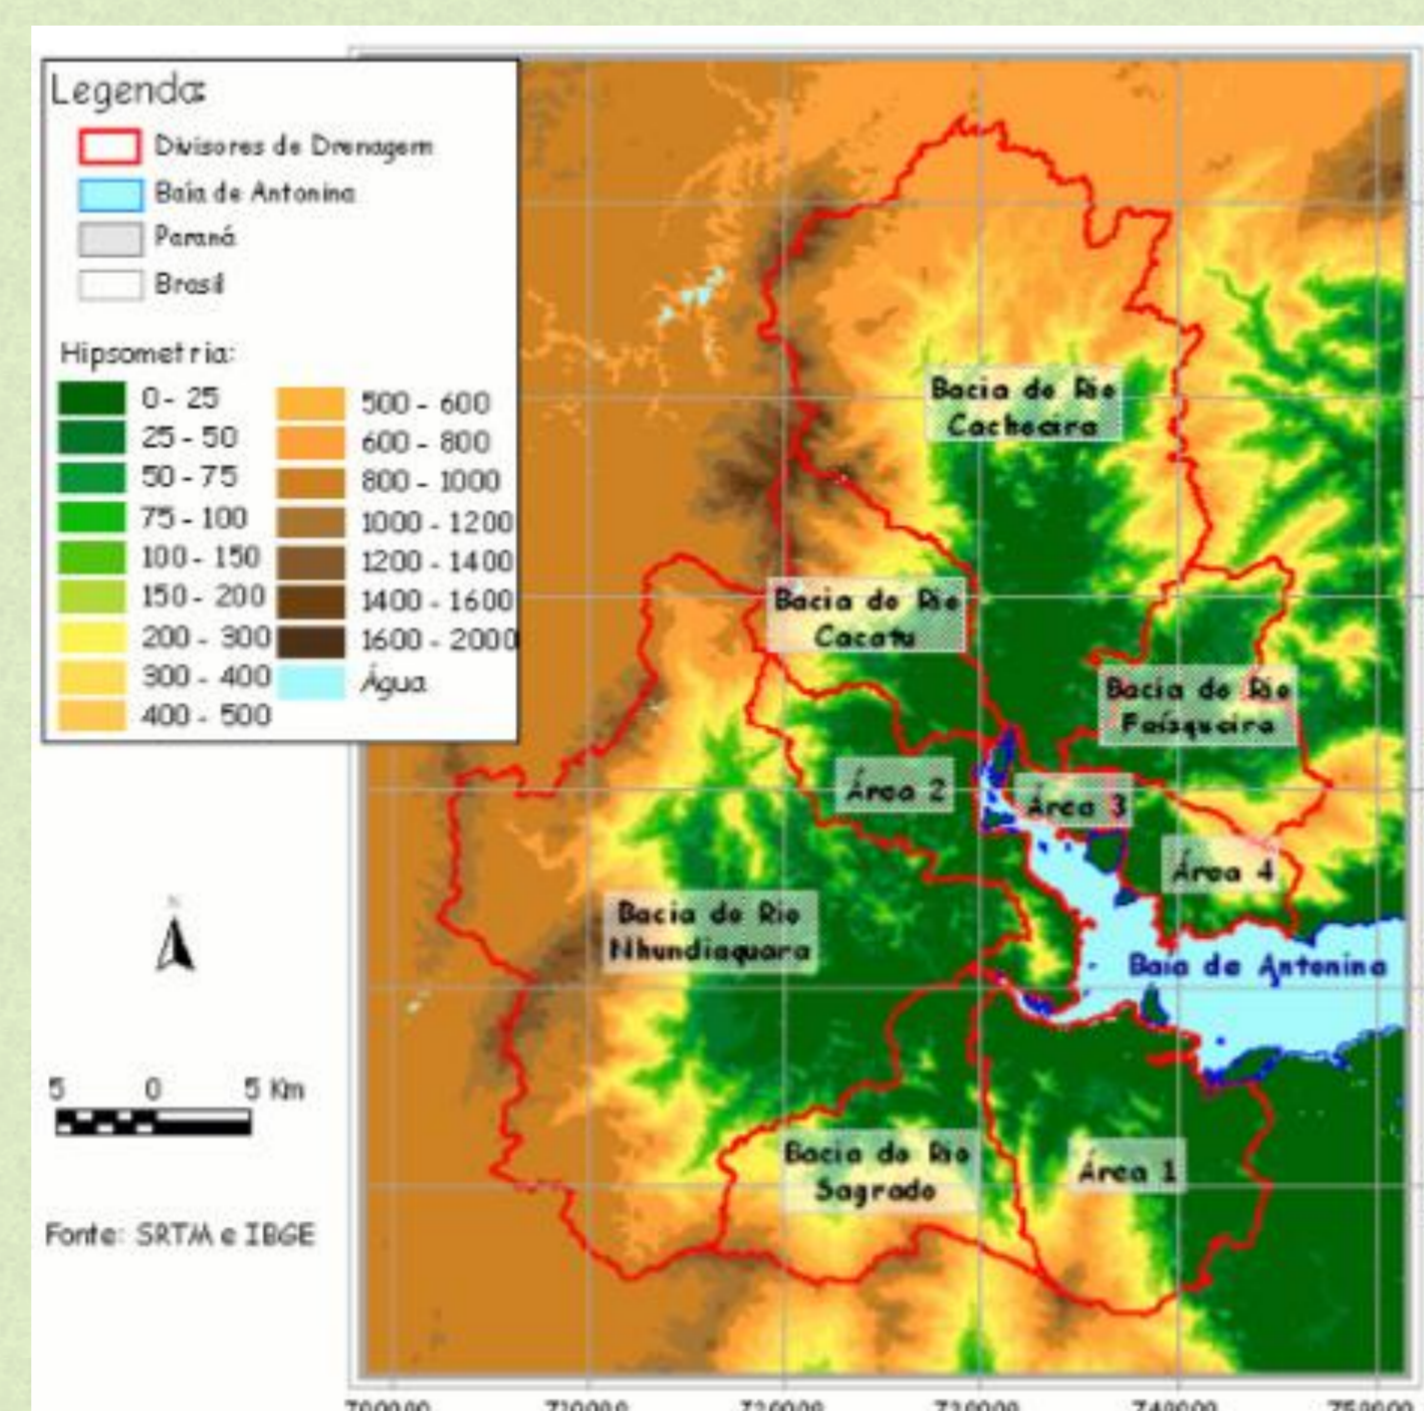 Legenda:
Divisores de Drenagem
Baía de Antonina
Paraná
Brasil
Hipsometria:
0 - 25
25 - 50
50 - 75
75 - 100
100 - 150
150 - 200
200 - 300
300 - 400
400 - 500
500 - 600
600 - 800
800 - 1000
1000 - 1200
1200 - 1400
1400 - 1600
1600 - 2000
Água
Bacia do Rio
Cachoeira
Bacia do Rio
Cacatu
Bacia do Rio
Faísqueira
Área 2
Área 3
Área 4
Bacia do Rio
Nhundiaquara
Baía de Antonina
Bacia do Rio
Sagrado
Área 1
N
5 0 5 Km
Fonte: SRTM e IBGE